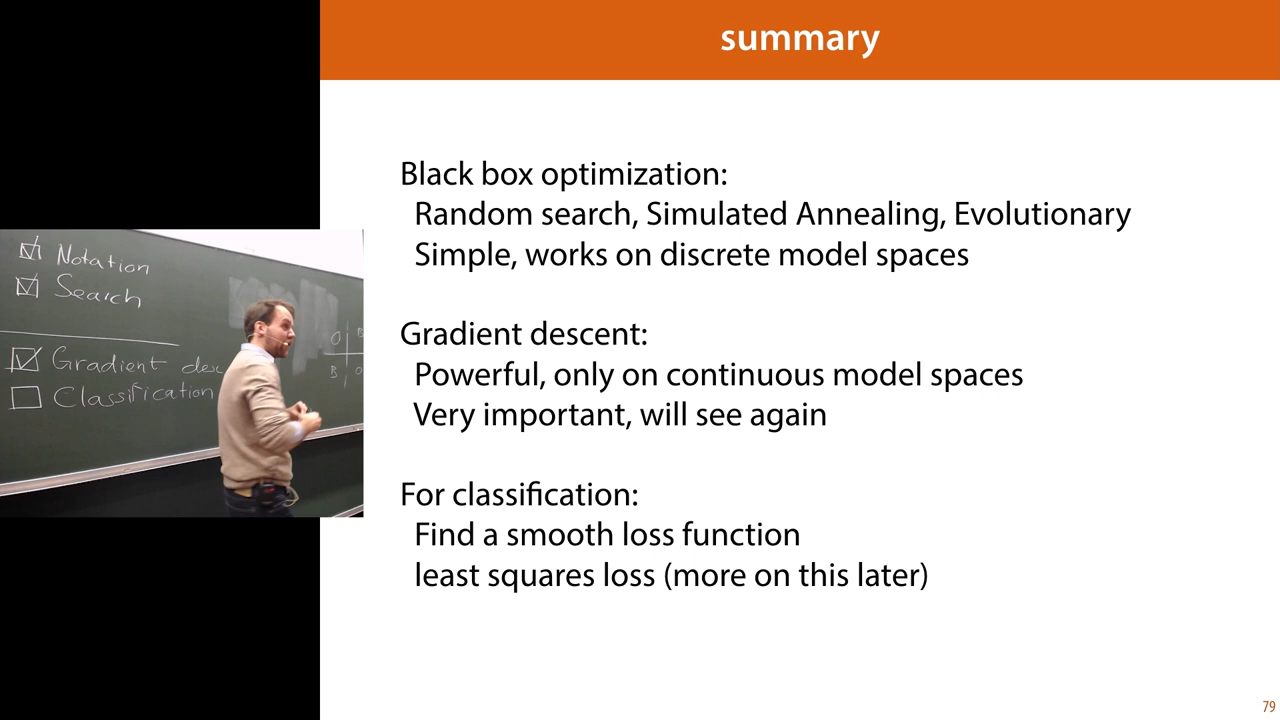 summary
Black box optimization:
Random search, Simulated Annealing, Evolutionary
Simple, works on discrete model spaces
Gradient descent:
Powerful, only on continuous model spaces
Very important, will see again
For classification:
Find a smooth loss function
least squares loss (more on this later)
79
Notation
Search
Gradient desc
Classification
O B
B O